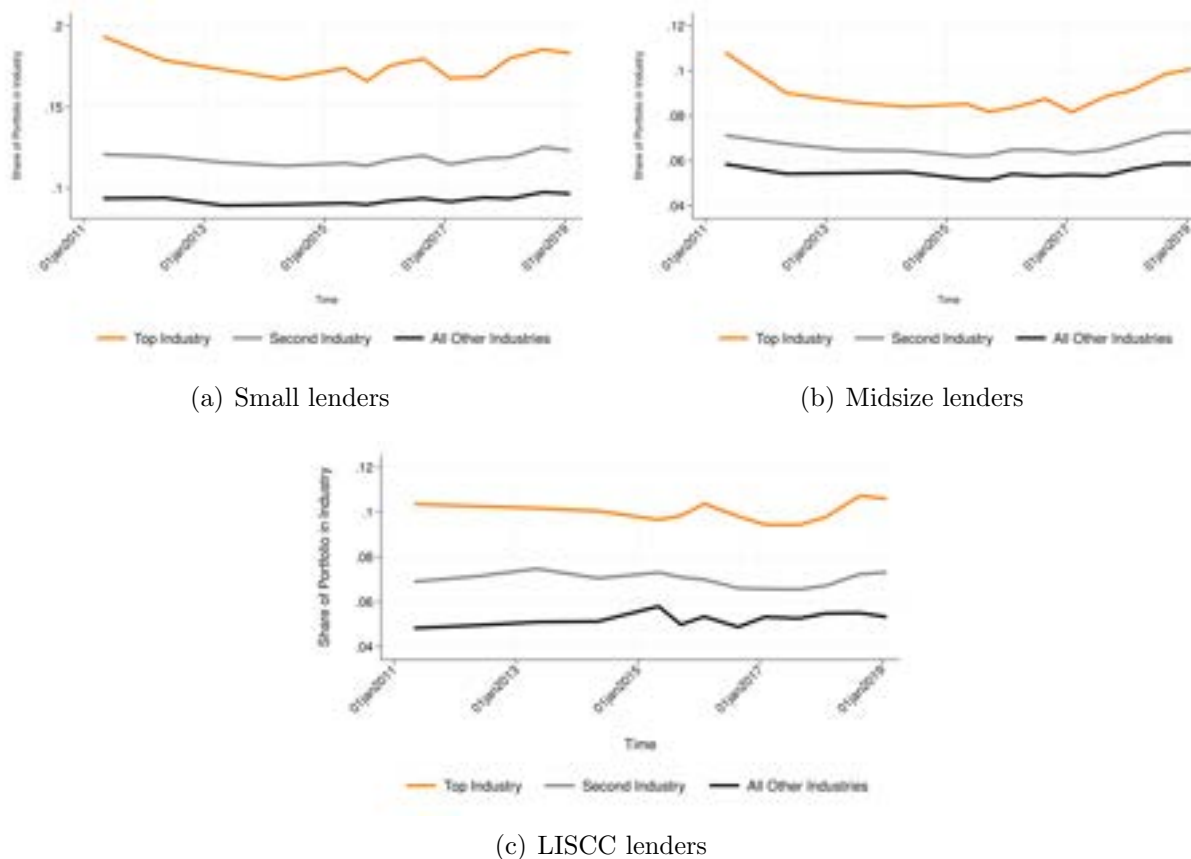 .2
.15
.1
Share of Portfolio in Industry
01jan2011 01jan2013 01jan2015 01jan2017 01jan2019
Time
Top Industry Second Industry All Other Industries
(a) Small lenders
.12
.1
.08
.06
.04
Share of Portfolio in Industry
01jan2011 01jan2013 01jan2015 01jan2017 01jan2019
Time
Top Industry Second Industry All Other Industries
(b) Midsize lenders
.12
.1
.08
.06
.04
Share of Portfolio in Industry
01jan2011 01jan2013 01jan2015 01jan2017 01jan2019
Time
Top Industry Second Industry All Other Industries
(c) LISCC lenders